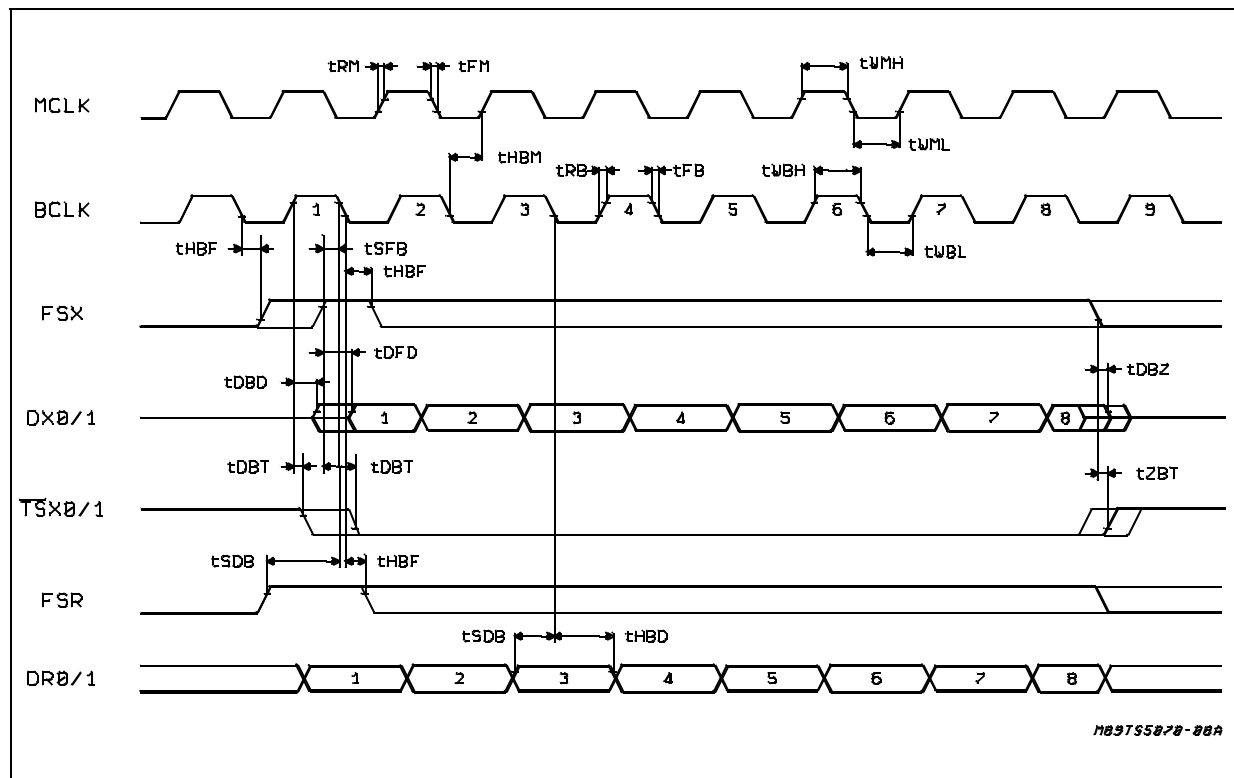 tRM tFM tWMH
MCLK
tWML
tHBM tRB tFB tWBH
BCLK 1 2 3 4 5 6 7 8 9
tHBF tSFB tWBL
tHBF
FSX
tDFD
tDBD tDBZ
DX0/1 1 2 3 4 5 6 7 8
tDBT tDBT tZBT
TSX0/1
tSDB tHBF
FSR
tSDB tHBD
DR0/1 1 2 3 4 5 6 7 8
M89TS5070-08A